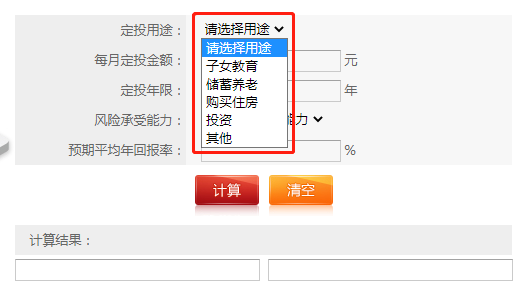 定投用途： 请选择用途
请选择用途
每月定投金额： 元
子女教育
储蓄养老
定投年限： 年
购买住房
风险承受能力： 投资 力
其他
预期平均年回报率： %
计算 清空
计算结果：